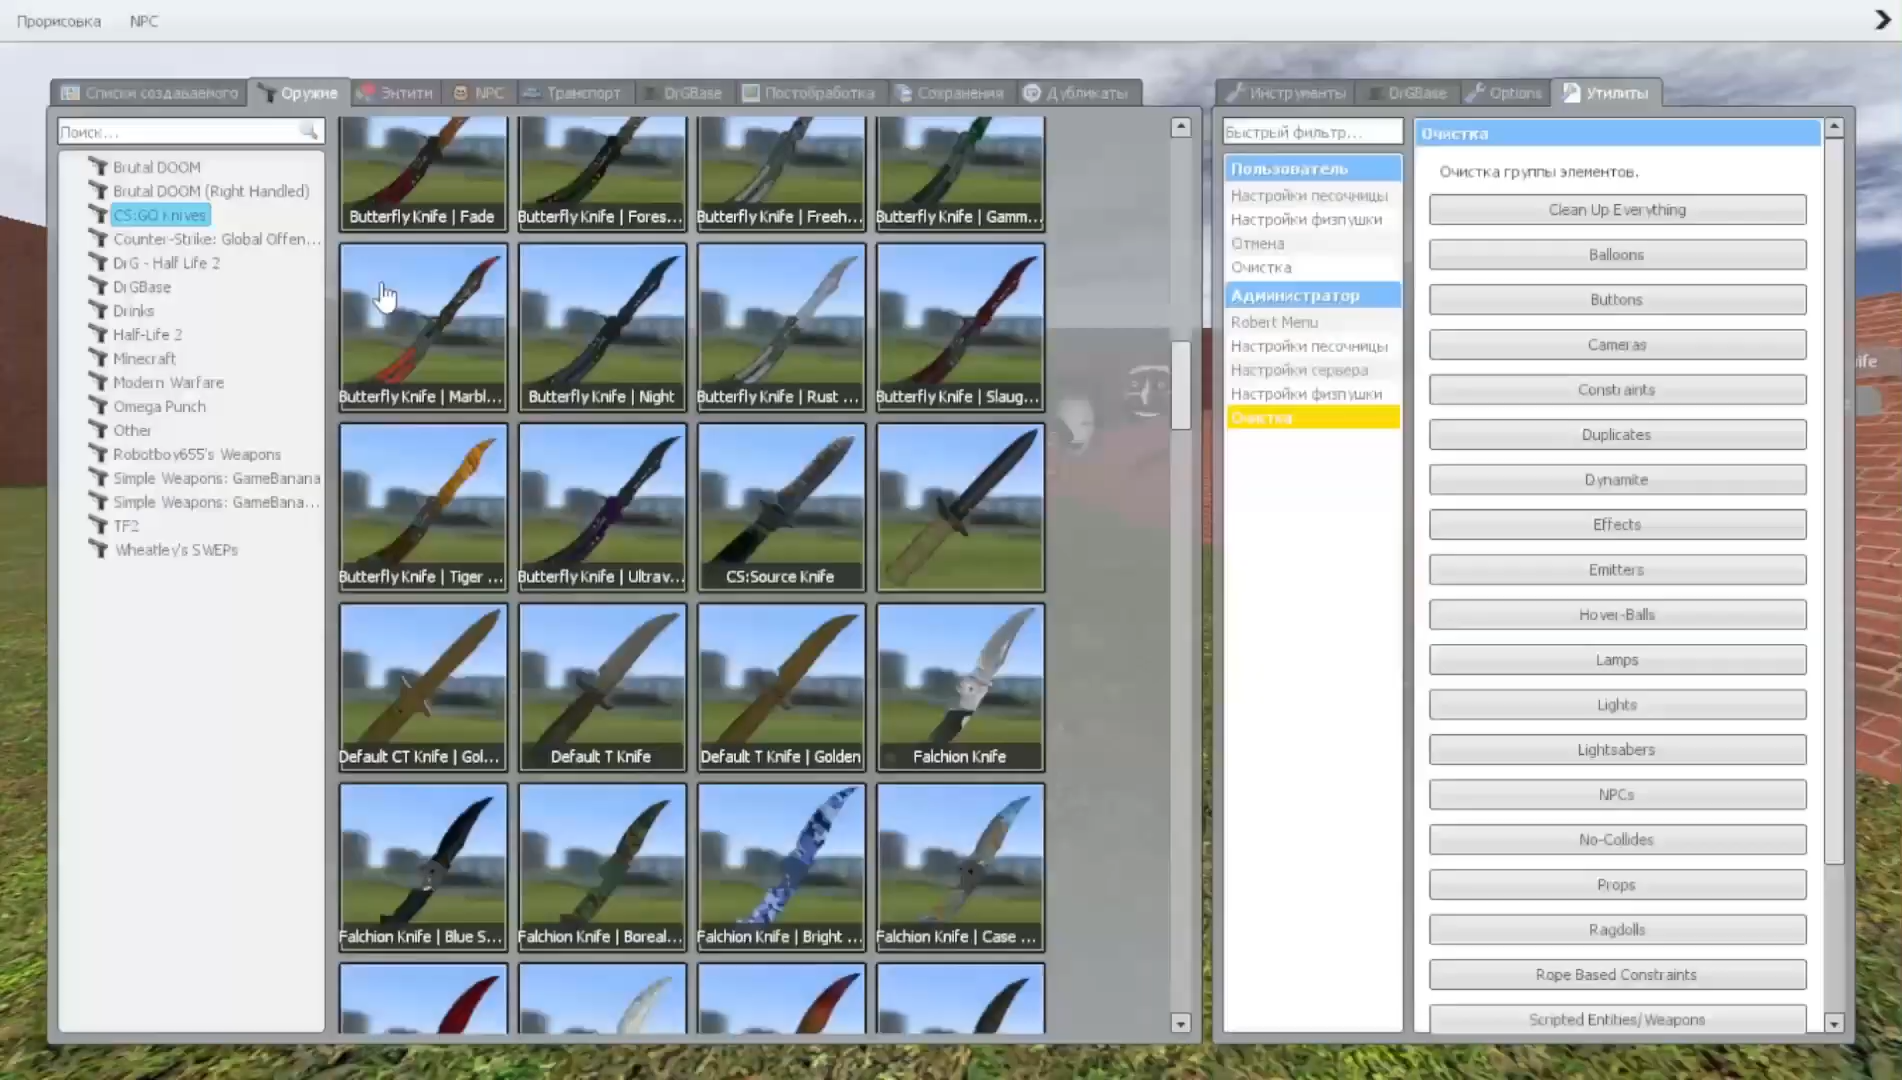 Прорисовка NPC
Списки создаваемого Оружие Энтити NPC Транспорт DrGBase Постобработка Сохранения Дубликаты
Инструменты DrGBase Options Утилиты
Поиск...
Brutal DOOM
Brutal DOOM (Right Handled)
CS:GO Knives
Counter-Strike: Global Offen...
DrG - Half Life 2
DrGBase
Drinks
Half-Life 2
Minecraft
Modern Warfare
Omega Punch
Other
Robotboy655's Weapons
Simple Weapons: GameBanana
Simple Weapons: GameBana...
TF2
Wheatley's SWEPs
Butterfly Knife | Fade
Butterfly Knife | Fores...
Butterfly Knife | Freeh...
Butterfly Knife | Gamm...
Butterfly Knife | Marbl...
Butterfly Knife | Night
Butterfly Knife | Rust ...
Butterfly Knife | Slaug...
Butterfly Knife | Tiger ...
Butterfly Knife | Ultrav...
CS:Source Knife
Default CT Knife | Gol...
Default T Knife
Default T Knife | Golden
Falchion Knife
Falchion Knife | Blue S...
Falchion Knife | Boreal...
Falchion Knife | Bright ...
Falchion Knife | Case ...
Быстрый фильтр...
Пользователь
Настройки песочницы
Настройки физпушки
Отмена
Очистка
Администратор
Robert Menu
Настройки песочницы
Настройки сервера
Настройки физпушки
Очистка
Очистка
Очистка группы элементов.
Clean Up Everything
Balloons
Buttons
Cameras
Constraints
Duplicates
Dynamite
Effects
Emitters
Hover-Balls
Lamps
Lights
Lightsabers
NPCs
No-Collides
Props
Ragdolls
Rope Based Constraints
Scripted Entities/Weapons